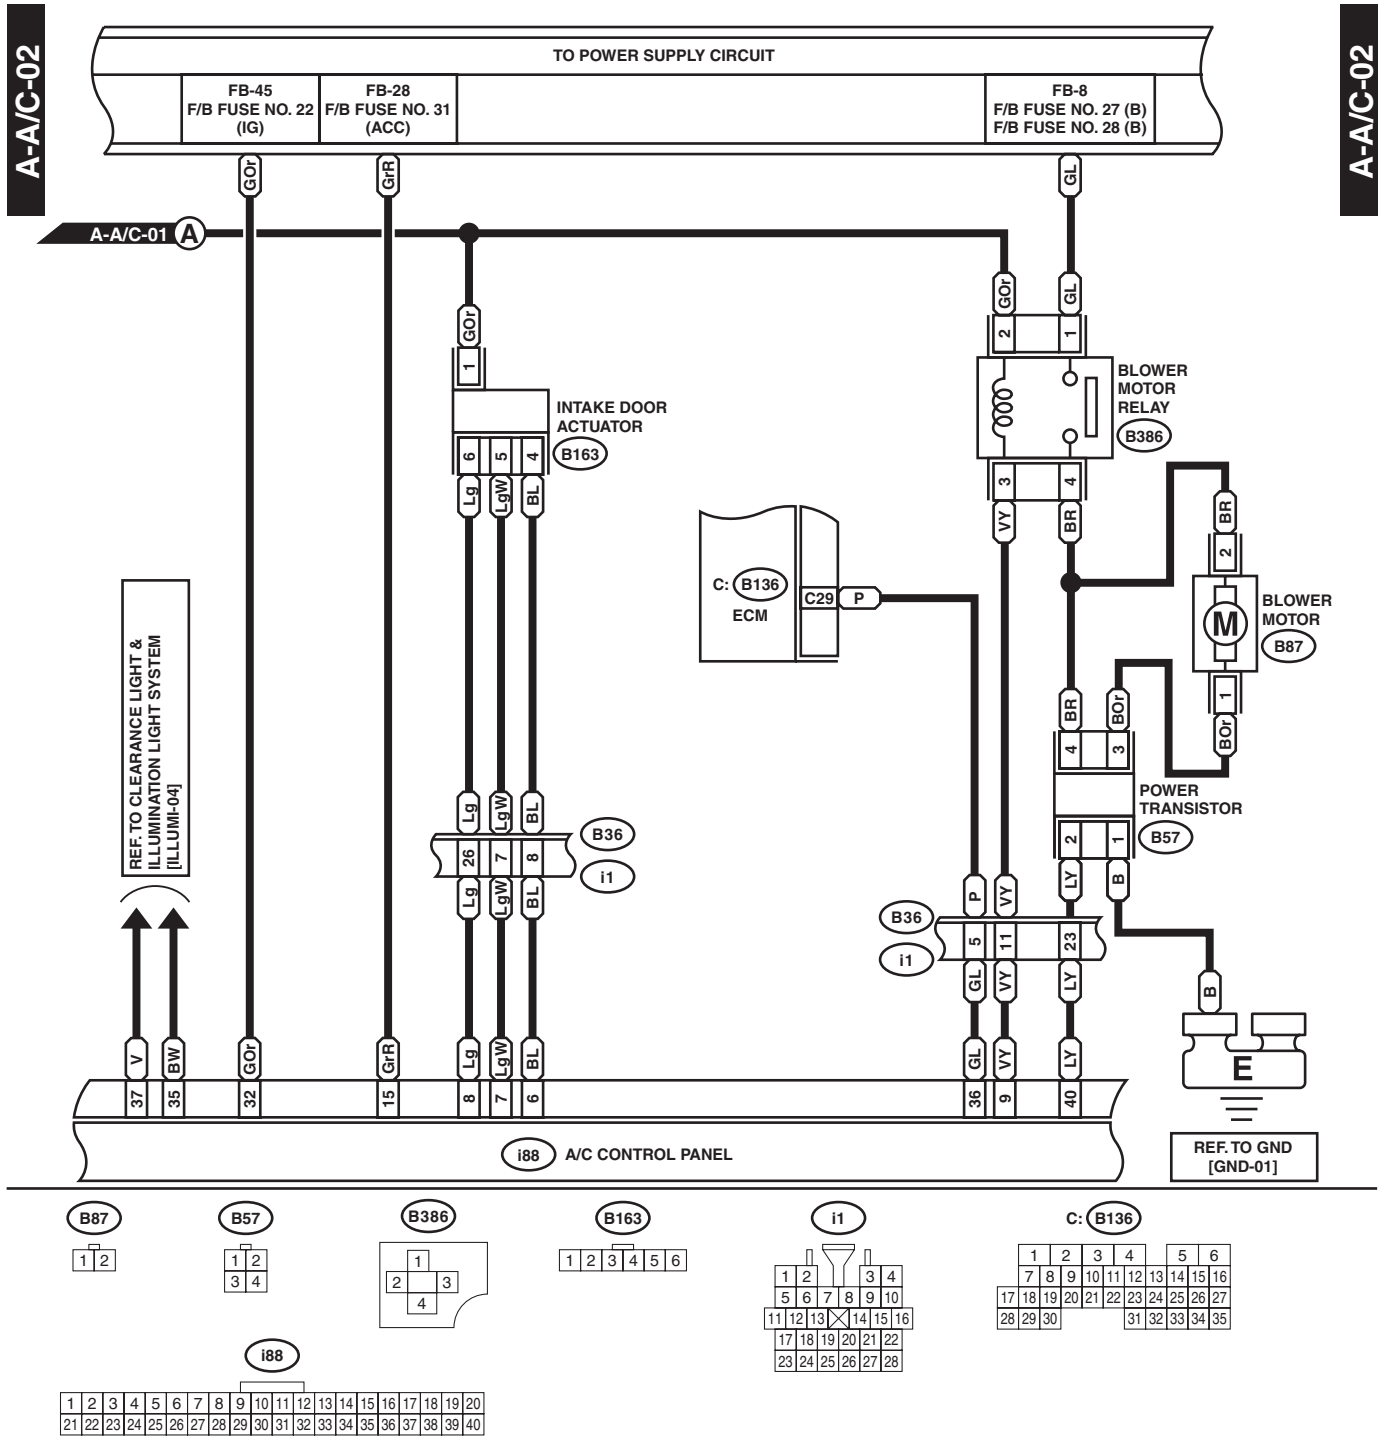 A-A/C-02
A-A/C-02
TO POWER SUPPLY CIRCUIT
FB-45
F/B FUSE NO. 22
(IG)
FB-28
F/B FUSE NO. 31
(ACC)
FB-8
F/B FUSE NO. 27 (B)
F/B FUSE NO. 28 (B)
GOr
GrR
GL
A-A/C-01 A
GOr
GOr
GL
1
2
1
INTAKE DOOR
ACTUATOR
B163
BLOWER
MOTOR
RELAY
B386
6 5 4
3 4
Lg LgW BL
VY BR
BR
2
C: B136
ECM
C29 P
M
BLOWER
MOTOR
B87
1
BOr
REF. TO CLEARANCE LIGHT &
ILLUMINATION LIGHT SYSTEM
[ILLUMI-04]
BR BOr
4 3
POWER
TRANSISTOR
B57
2 1
LY B
Lg LgW BL
26 7 8
B36
i1
Lg LgW BL
P VY
B36
i1
5 11 23
GL VY LY
B
E
REF. TO GND
[GND-01]
V BW GOr GrR Lg LgW BL GL VY LY
37 35 32 15 8 7 6 36 9 40
i88 A/C CONTROL PANEL
B87
1 2
B57
1 2
3 4
B386
1
2 3
4
B163
1 2 3 4 5 6
i1
1 2 3 4
5 6 7 8 9 10
11 12 13 14 15 16
17 18 19 20 21 22
23 24 25 26 27 28
C: B136
1 2 3 4 5 6
7 8 9 10 11 12 13 14 15 16
17 18 19 20 21 22 23 24 25 26 27
28 29 30 31 32 33 34 35
i88
1 2 3 4 5 6 7 8 9 10 11 12 13 14 15 16 17 18 19 20
21 22 23 24 25 26 27 28 29 30 31 32 33 34 35 36 37 38 39 40